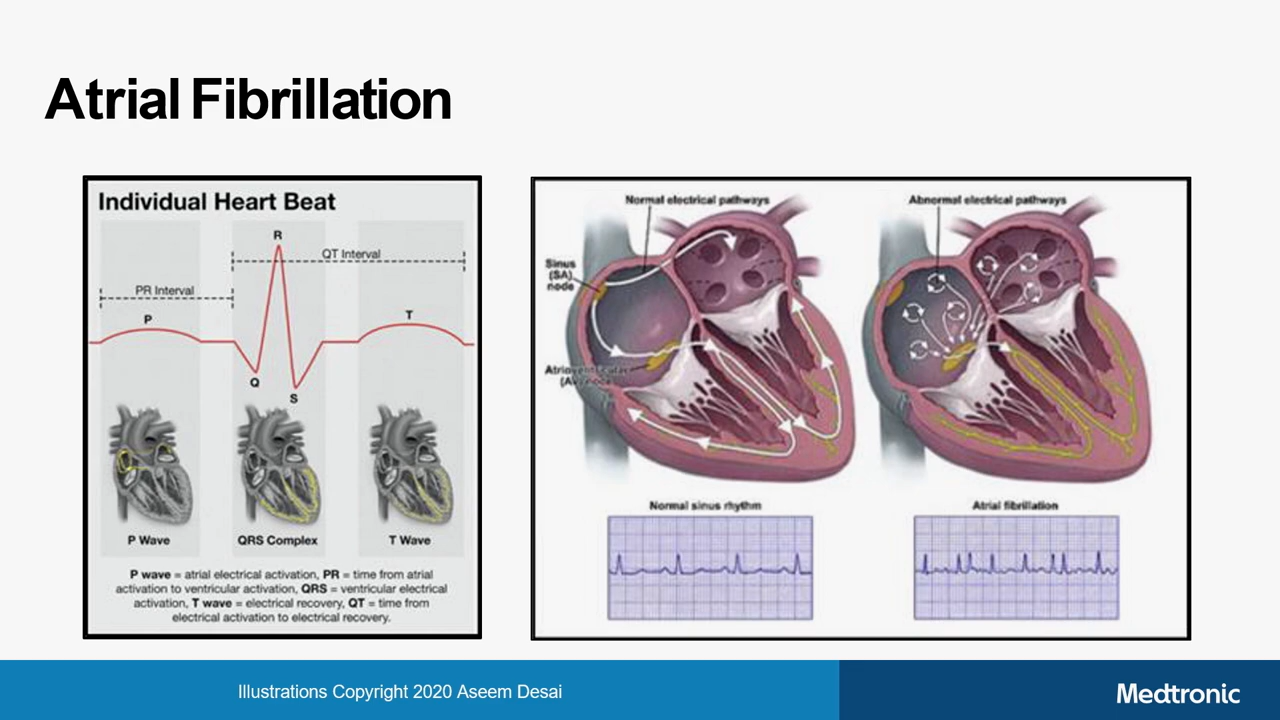 Atrial Fibrillation
Individual Heart Beat
R
QT Interval
PR Interval
P
T
Q
S
P Wave
QRS Complex
T Wave
P wave = atrial electrical activation, PR = time from atrial
activation to ventricular activation, QRS = ventricular electrical
activation, T wave = electrical recovery, QT = time from
electrical activation to electrical recovery.
Normal electrical pathways
Sinus
(SA)
node
Atrioventricular
(AV) node
Normal sinus rhythm
Abnormal electrical pathways
Atrial fibrillation
Illustrations Copyright 2020 Aseem Desai
Medtronic